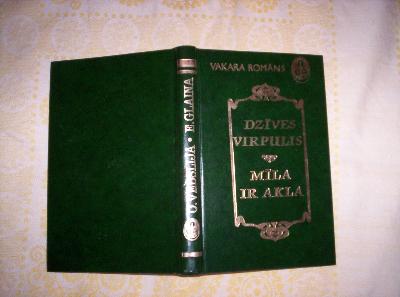 VAKARA ROMĀNS
DZĪVES
VIRPULIS
MĪLA
IR AKLA
E. GLAINA